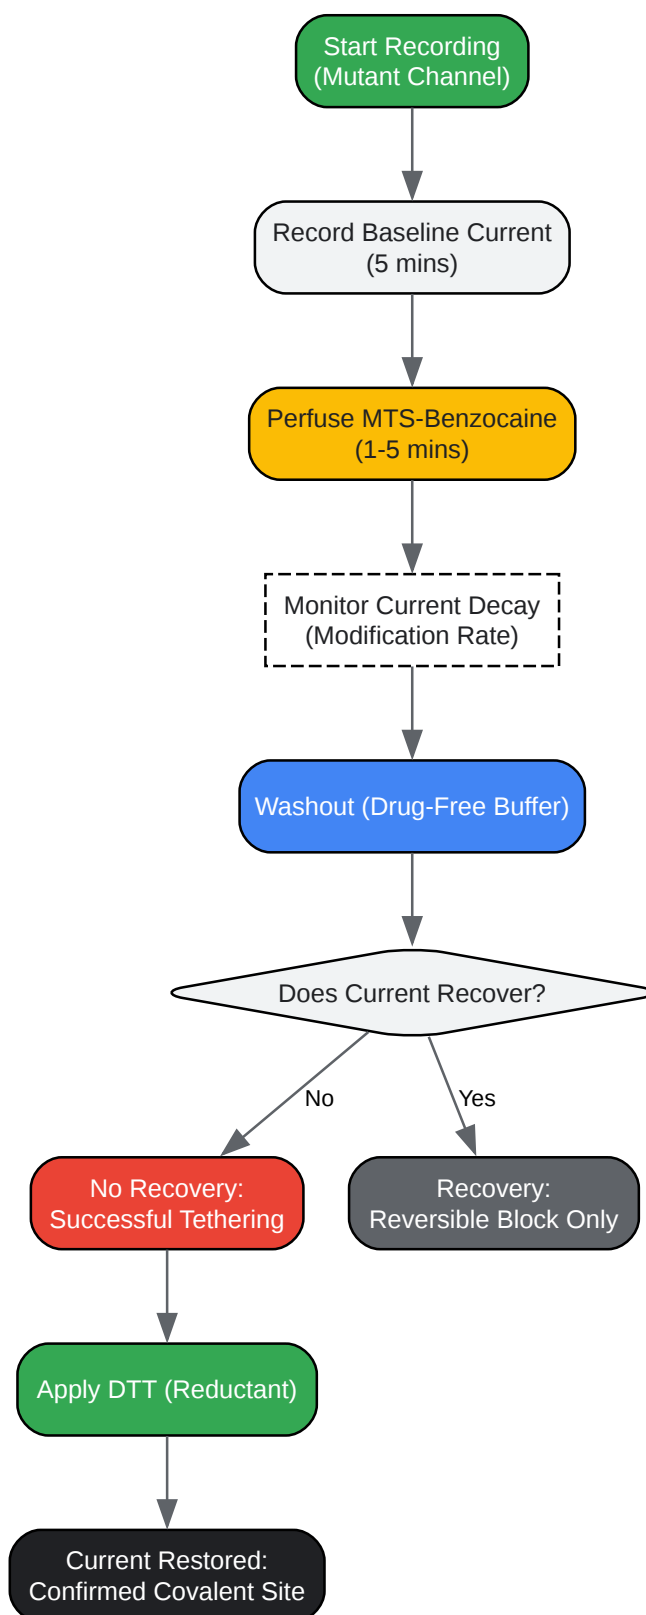 Start Recording
(Mutant Channel)
Record Baseline Current
(5 mins)
Perfuse MTS-Benzocaine
(1-5 mins)
Monitor Current Decay
(Modification Rate)
Washout (Drug-Free Buffer)
Does Current Recover?
No
Yes
No Recovery:
Successful Tethering
Recovery:
Reversible Block Only
Apply DTT (Reductant)
Current Restored:
Confirmed Covalent Site